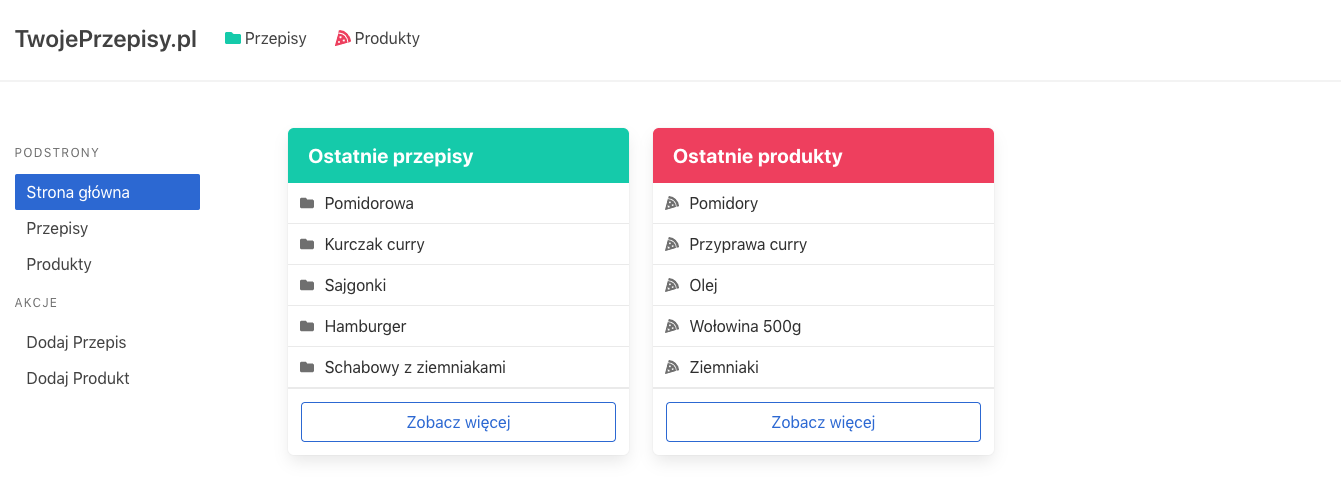 TwojePrzepisy.pl Przepisy Produkty
PODSTRONY
Strona główna
Przepisy
Produkty
AKCJE
Dodaj Przepis
Dodaj Produkt
Ostatnie przepisy
Pomidorowa
Kurczak curry
Sajgonki
Hamburger
Schabowy z ziemniakami
Zobacz więcej
Ostatnie produkty
Pomidory
Przyprawa curry
Olej
Wołowina 500g
Ziemniaki
Zobacz więcej